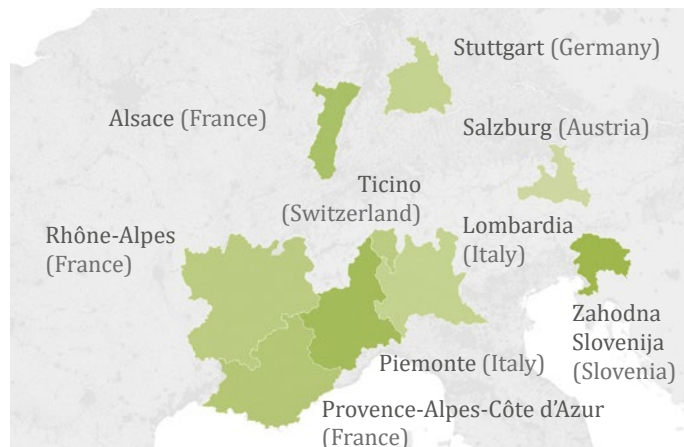 Stuttgart (Germany)
Alsace (France)
Salzburg (Austria)
Ticino
(Switzerland)
Lombardia
(Italy)
Rhône-Alpes
(France)
Zahodna
Slovenija
(Slovenia)
Piemonte (Italy)
Provence-Alpes-Côte d'Azur
(France)